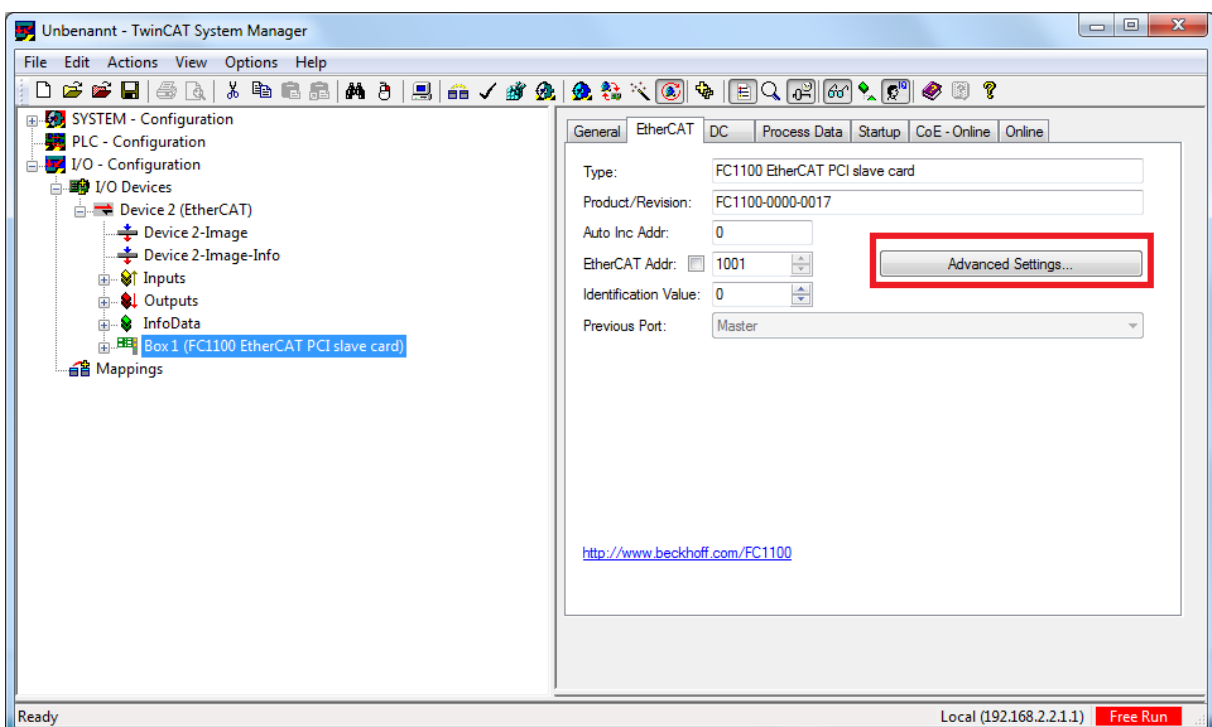 Unbenannt - TwinCAT System Manager
File Edit Actions View Options Help
SYSTEM - Configuration
PLC - Configuration
I/O - Configuration
I/O Devices
Device 2 (EtherCAT)
Device 2-Image
Device 2-Image-Info
Inputs
Outputs
InfoData
Box 1 (FC1100 EtherCAT PCI slave card)
Mappings
General EtherCAT DC Process Data Startup CoE - Online Online
Type: FC1100 EtherCAT PCI slave card
Product/Revision: FC1100-0000-0017
Auto Inc Addr: 0
EtherCAT Addr: 1001 Advanced Settings...
Identification Value: 0
Previous Port: Master
http://www.beckhoff.com/FC1100
Ready Local (192.168.2.2.1.1) Free Run